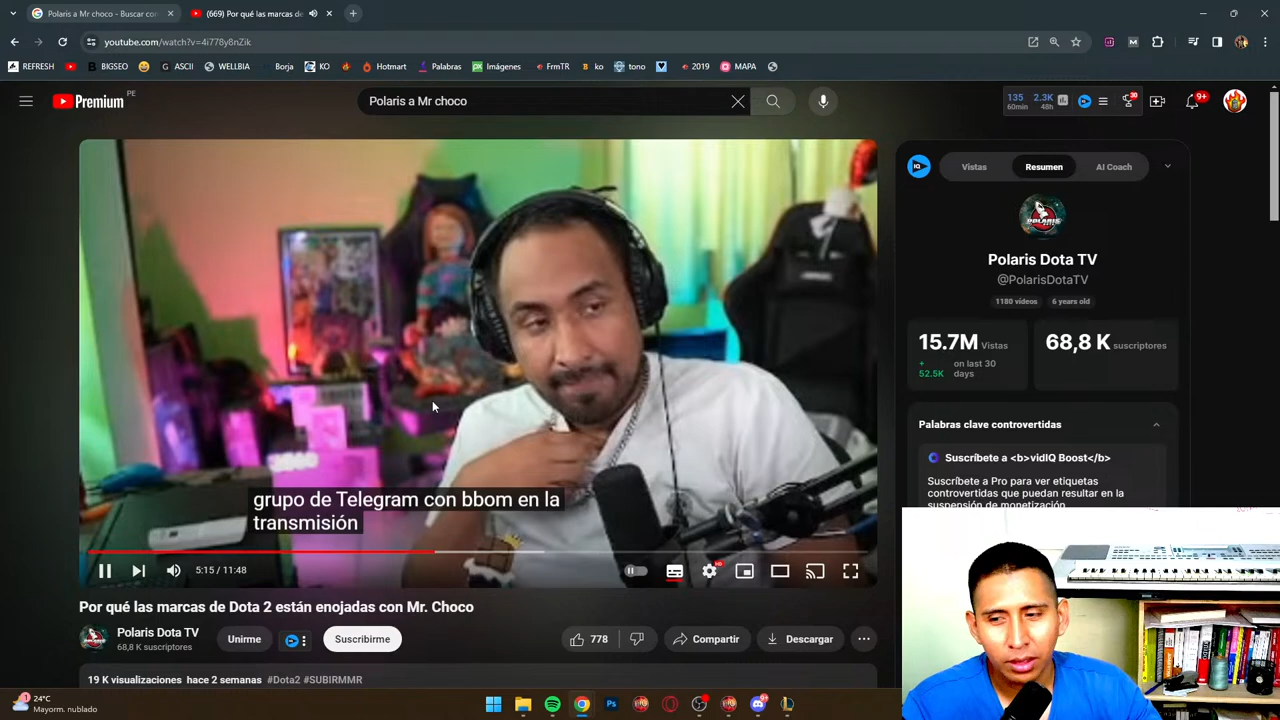 Polaris a Mr choco - Buscar con
(669) Por qué las marcas de
youtube.com/watch?v=4i778y8nZik
REFRESH
BIGSEO
ASCII
WELLBIA
Borja
KO
Hotmart
Palabras
Imágenes
FrmTR
ko
tono
2019
MAPA
Premium PE
Polaris a Mr choco
135 60min
2.3K 48h
30
9+
Vistas Resumen AI Coach
POLARIS
Polaris Dota TV
@PolarisDotaTV
1180 vídeos 6 years old
15.7M Vistas
+ 52.5K on last 30 days
68,8 K suscriptores
Palabras clave controvertidas
Suscríbete a <b>vidIQ Boost</b>
Suscríbete a Pro para ver etiquetas
controvertidas que puedan resultar en la
suspensión de monetización.
grupo de Telegram con bbom en la
transmisión
5:15 / 11:48
HD
Por qué las marcas de Dota 2 están enojadas con Mr. Choco
Polaris Dota TV
68,8 K suscriptores
Unirme
Suscribirme
778
Compartir
Descargar
19 K visualizaciones hace 2 semanas #Dota2 #SUBIRMMR
24°C
Mayorm. nublado